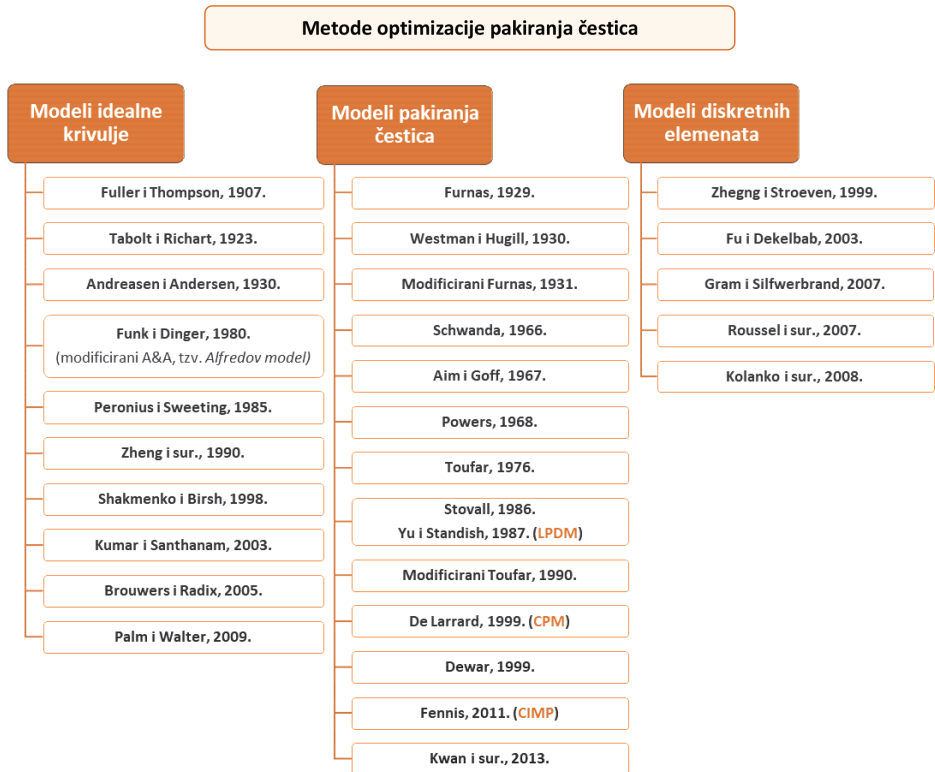 Metode optimizacije pakiranja čestica
Modeli idealne
krivulje
Fuller i Thompson, 1907.
Tabolt i Richart, 1923.
Andreasen i Andersen, 1930.
Funk i Dinger, 1980.
(modificirani A&A, tzv. Alfredov model)
Peronius i Sweeting, 1985.
Zheng i sur., 1990.
Shakmenko i Birsh, 1998.
Kumar i Santhanam, 2003.
Brouwers i Radix, 2005.
Palm i Walter, 2009.
Modeli pakiranja
čestica
Furnas, 1929.
Westman i Hugill, 1930.
Modificirani Furnas, 1931.
Schwanda, 1966.
Aim i Goff, 1967.
Powers, 1968.
Toufar, 1976.
Stovall, 1986.
Yu i Standish, 1987. (LPDM)
Modificirani Toufar, 1990.
De Larrard, 1999. (CPM)
Dewar, 1999.
Fennis, 2011. (CIMP)
Kwan i sur., 2013.
Modeli diskretnih
elemenata
Zhegng i Stroeven, 1999.
Fu i Dekelbab, 2003.
Gram i Silfwerbrand, 2007.
Roussel i sur., 2007.
Kolanko i sur., 2008.